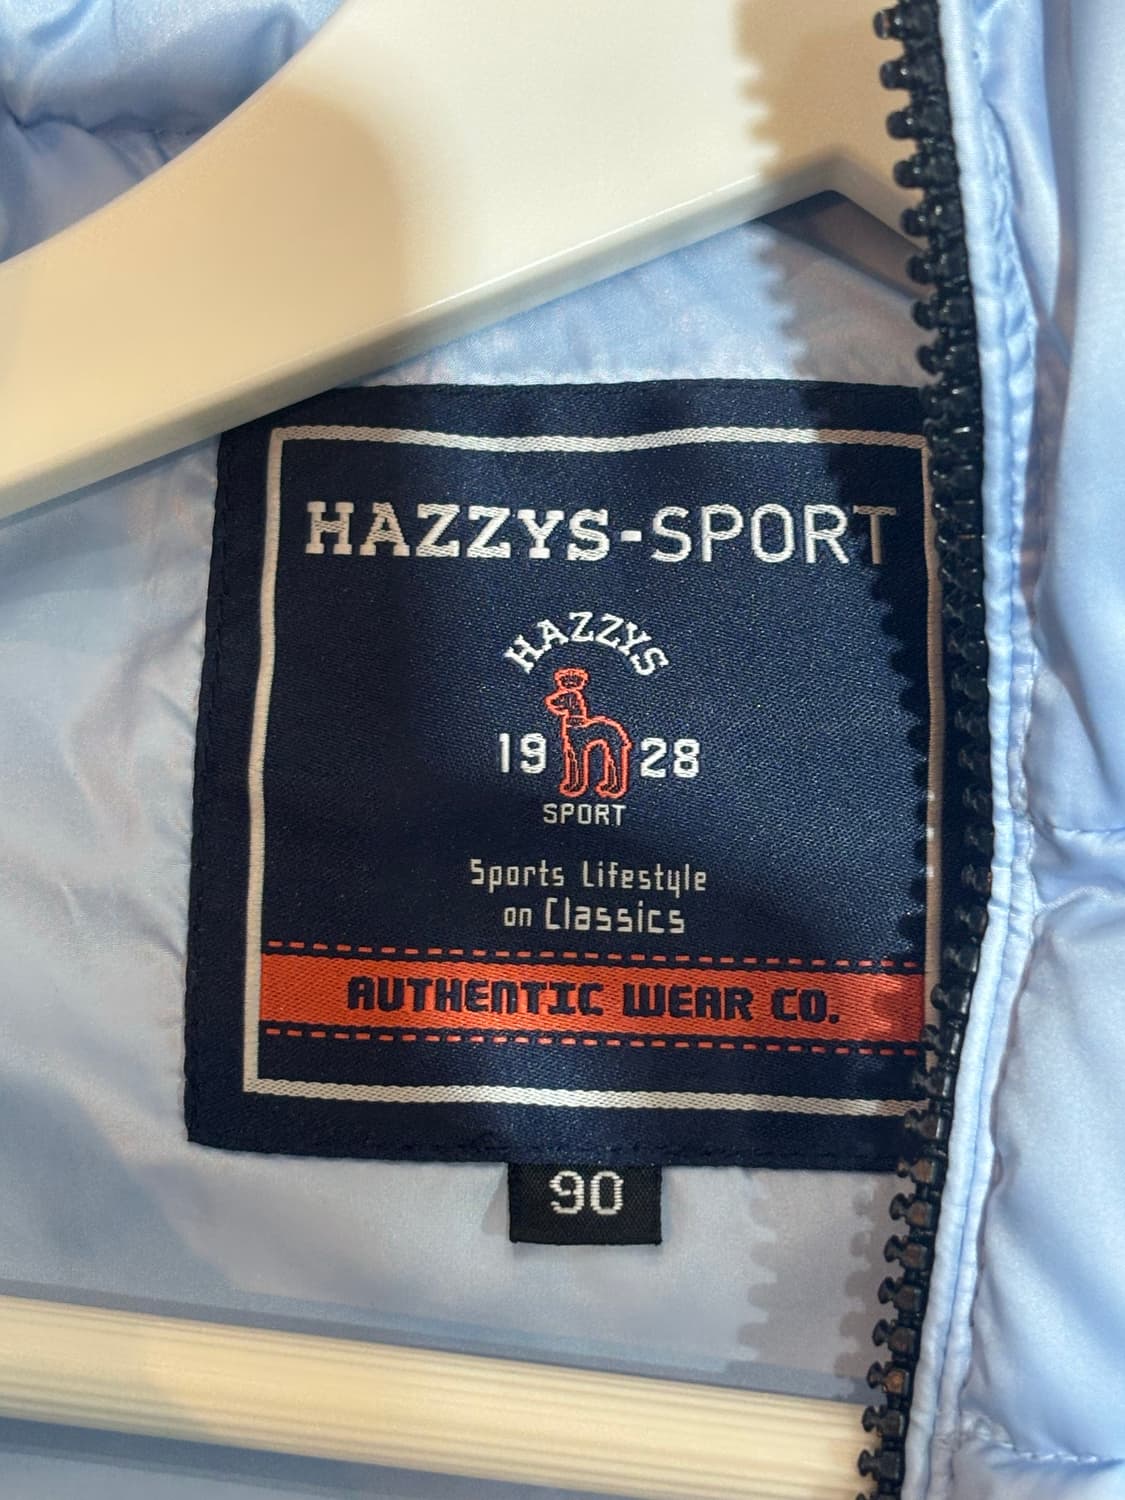 HAZZYS-SPORT
HAZZYS
19 28
SPORT
Sports Lifestyle
on Classics
AUTHENTIC WEAR CO.
90